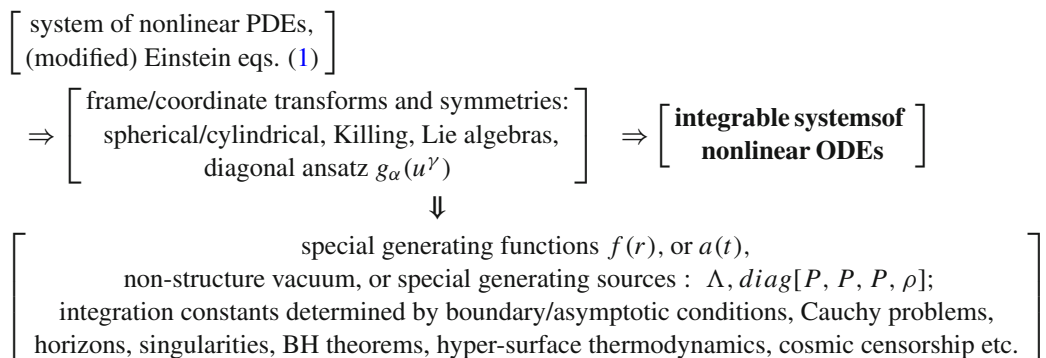 system of nonlinear PDEs,
(modified) Einstein eqs. (1)
⇒ frame/coordinate transforms and symmetries:
spherical/cylindrical, Killing, Lie algebras,
diagonal ansatz g_α(u^γ)
⇒ integrable systemsof
nonlinear ODEs
⇓
special generating functions f(r), or a(t),
non-structure vacuum, or special generating sources : Λ, diag[P, P, P, ρ];
integration constants determined by boundary/asymptotic conditions, Cauchy problems,
horizons, singularities, BH theorems, hyper-surface thermodynamics, cosmic censorship etc.